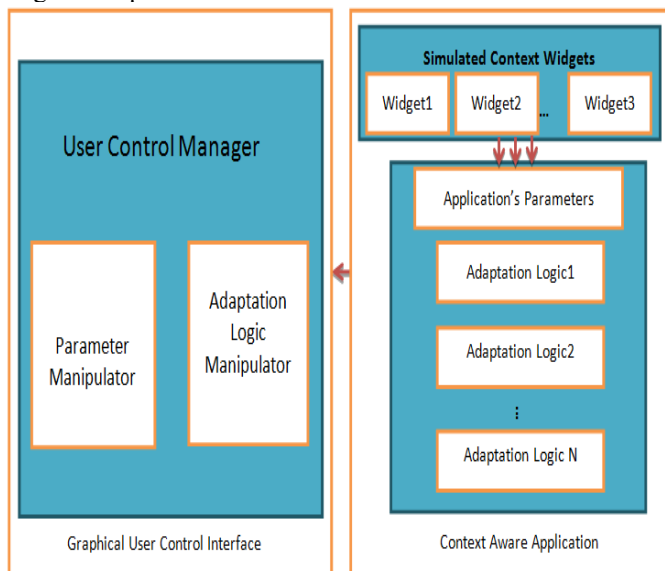 User Control Manager
Parameter
Manipulator
Adaptation
Logic
Manipulator
Graphical User Control Interface
Simulated Context Widgets
Widget1
Widget2
...
Widget3
Application's Parameters
Adaptation Logic1
Adaptation Logic2
⋮
Adaptation Logic N
Context Aware Application